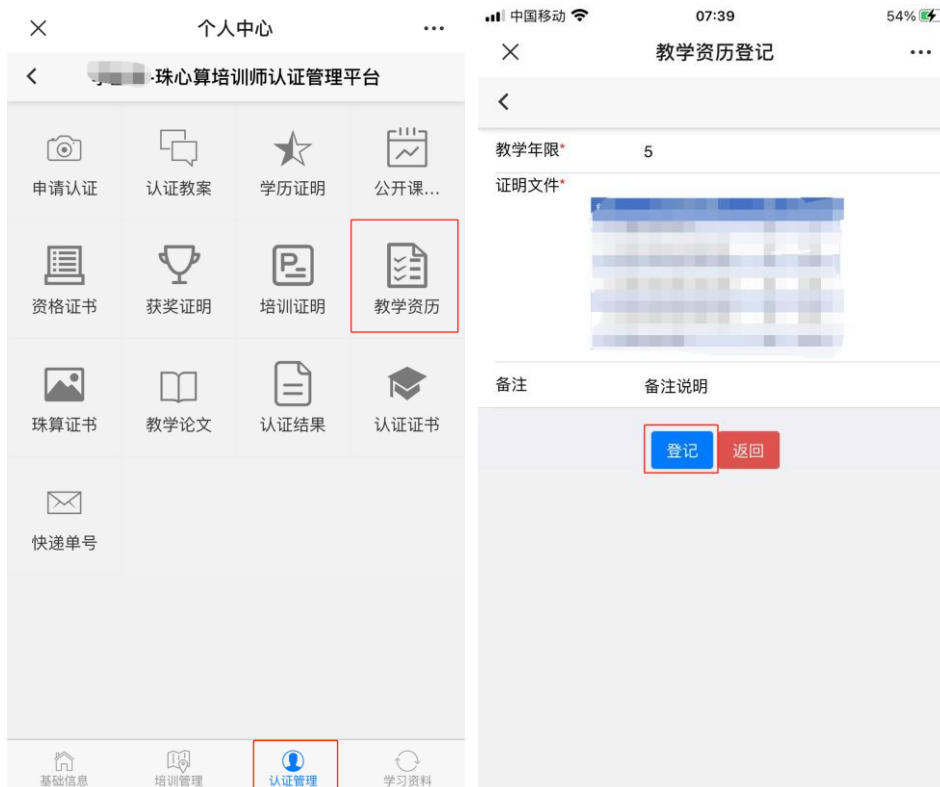 个人中心
-珠心算培训师认证管理平台
申请认证
认证教案
学历证明
公开课...
资格证书
获奖证明
培训证明
教学资历
珠算证书
教学论文
认证结果
认证证书
快递单号
基础信息
培训管理
认证管理
学习资料
中国移动
07:39
54%
教学资历登记
教学年限*
5
证明文件*
备注
备注说明
登记
返回